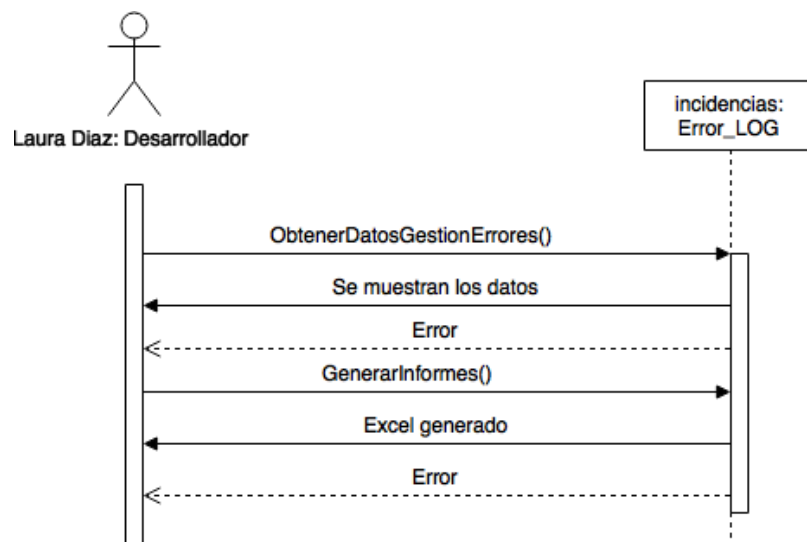 incidencias:
Error_LOG
Laura Diaz: Desarrollador
ObtenerDatosGestionErrores()
Se muestran los datos
Error
GenerarInformes()
Excel generado
Error